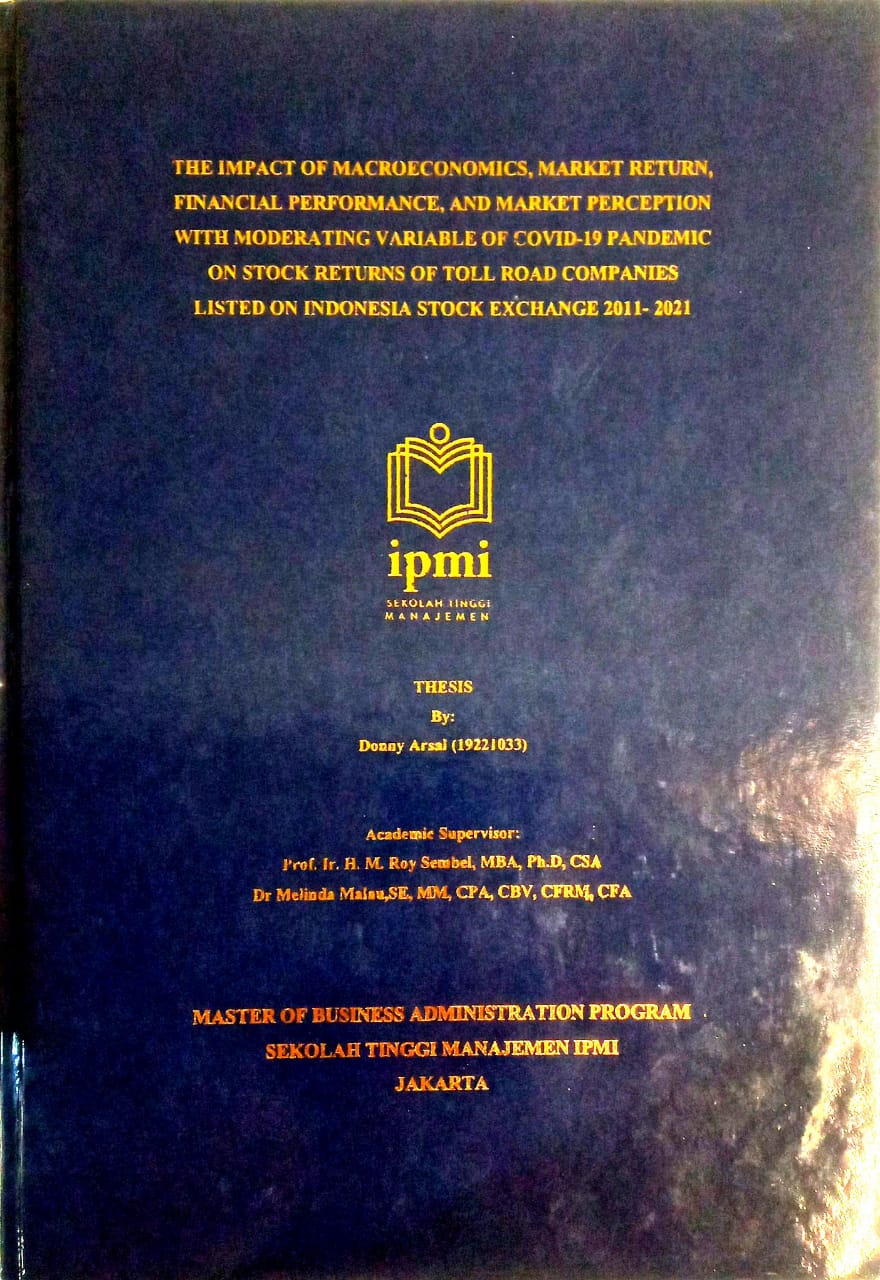 THE IMPACT OF MACROECONOMICS, MARKET RETURN,
FINANCIAL PERFORMANCE, AND MARKET PERCEPTION
WITH MODERATING VARIABLE OF COVID-19 PANDEMIC
ON STOCK RETURNS OF TOLL ROAD COMPANIES
LISTED ON INDONESIA STOCK EXCHANGE 2011- 2021
ipmi
SEKOLAH TINGGI
MANAJEMEN
THESIS
By:
Donny Arsal (19221033)
Academic Supervisor:
Prof. Ir. H. M. Roy Sembel, MBA, Ph.D, CSA
Dr Melinda Malau,SE, MM, CPA, CBV, CFRM, CFA
MASTER OF BUSINESS ADMINISTRATION PROGRAM
SEKOLAH TINGGI MANAJEMEN IPMI
JAKARTA